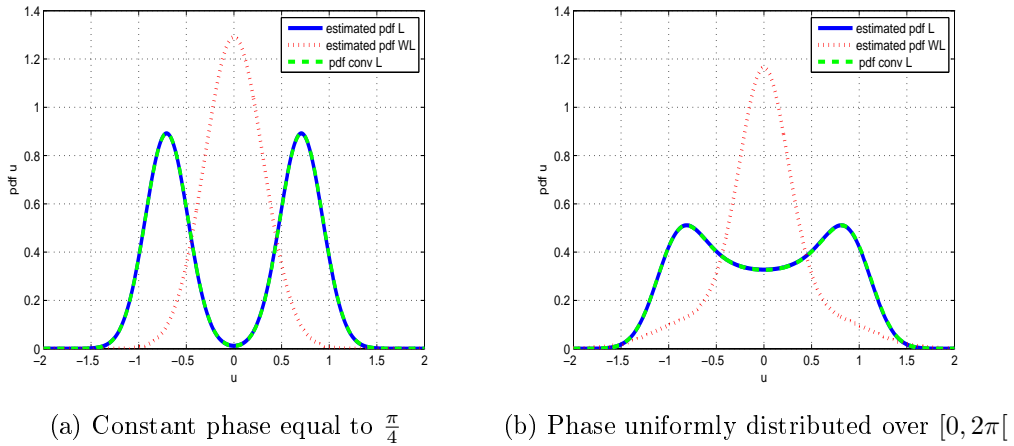 1.4
1.2
1
0.8
0.6
0.4
0.2
0
pdf u
−2 −1.5 −1 −0.5 0 0.5 1 1.5 2
u
estimated pdf L
estimated pdf WL
pdf conv L
(a) Constant phase equal to π/4
1.4
1.2
1
0.8
0.6
0.4
0.2
0
pdf u
−2 −1.5 −1 −0.5 0 0.5 1 1.5 2
u
estimated pdf L
estimated pdf WL
pdf conv L
(b) Phase uniformly distributed over [0, 2π[